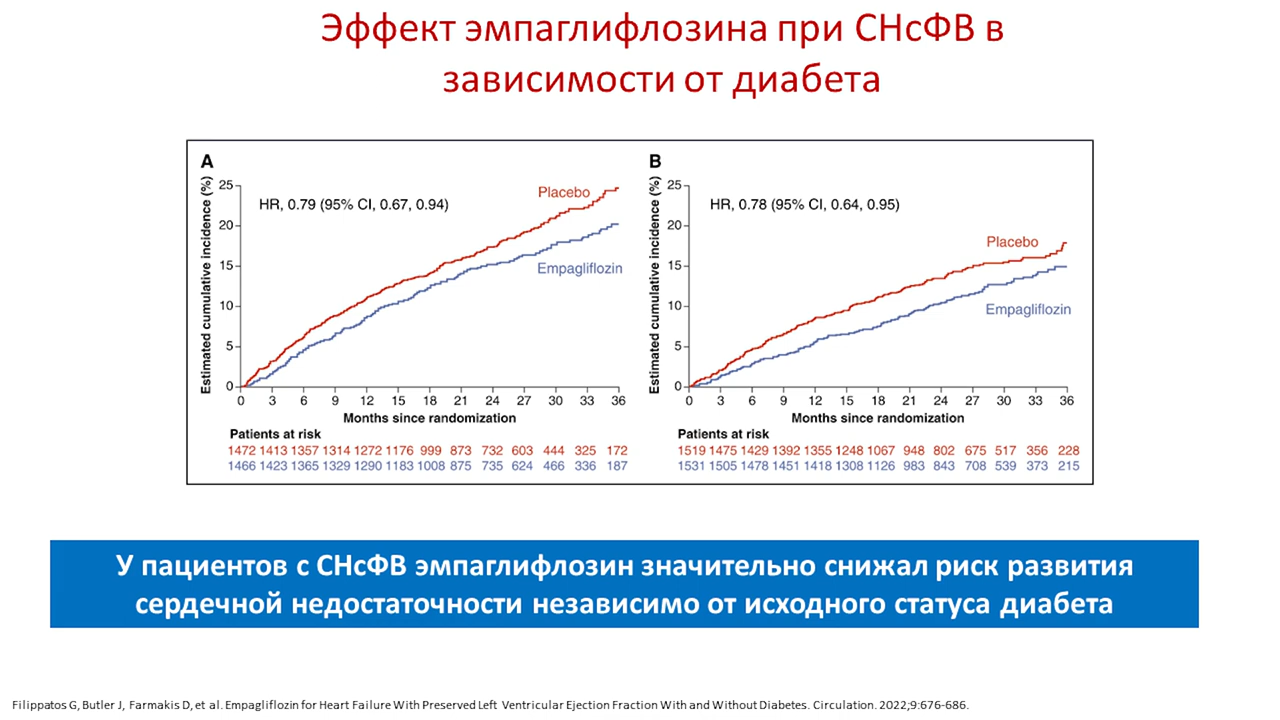 Эффект эмпаглифлозина при СНсФВ в
зависимости от диабета
A
Estimated cumulative incidence (%)
25
20
15
10
5
0
HR, 0.79 (95% CI, 0.67, 0.94)
Placebo
Empagliflozin
0 3 6 9 12 15 18 21 24 27 30 33 36
Months since randomization
Patients at risk
1472 1413 1357 1314 1272 1176 999 873 732 603 444 325 172
1466 1423 1365 1329 1290 1183 1008 875 735 624 466 336 187
B
Estimated cumulative incidence (%)
25
20
15
10
5
0
HR, 0.78 (95% CI, 0.64, 0.95)
Placebo
Empagliflozin
0 3 6 9 12 15 18 21 24 27 30 33 36
Months since randomization
Patients at risk
1519 1475 1429 1392 1355 1248 1067 948 802 675 517 356 228
1531 1505 1478 1451 1418 1308 1126 983 843 708 539 373 215
У пациентов с СНсФВ эмпаглифлозин значительно снижал риск развития
сердечной недостаточности независимо от исходного статуса диабета
Filippatos G, Butler J, Farmakis D, et al. Empagliflozin for Heart Failure With Preserved Left Ventricular Ejection Fraction With and Without Diabetes. Circulation. 2022;9:676-686.